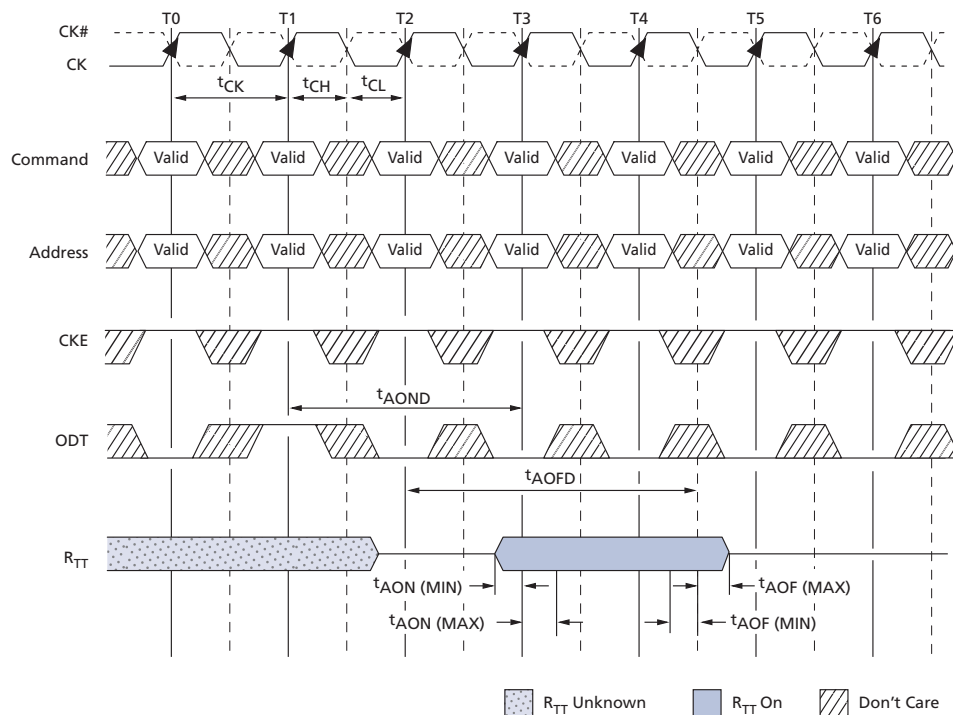 T0 T1 T2 T3 T4 T5 T6
CK#
CK
tCK tCH tCL
Command Valid Valid Valid Valid Valid Valid Valid
Address Valid Valid Valid Valid Valid Valid Valid
CKE
tAOND
ODT
tAOFD
RTT
tAON (MIN) tAOF (MAX)
tAON (MAX) tAOF (MIN)
RTT Unknown RTT On Don't Care